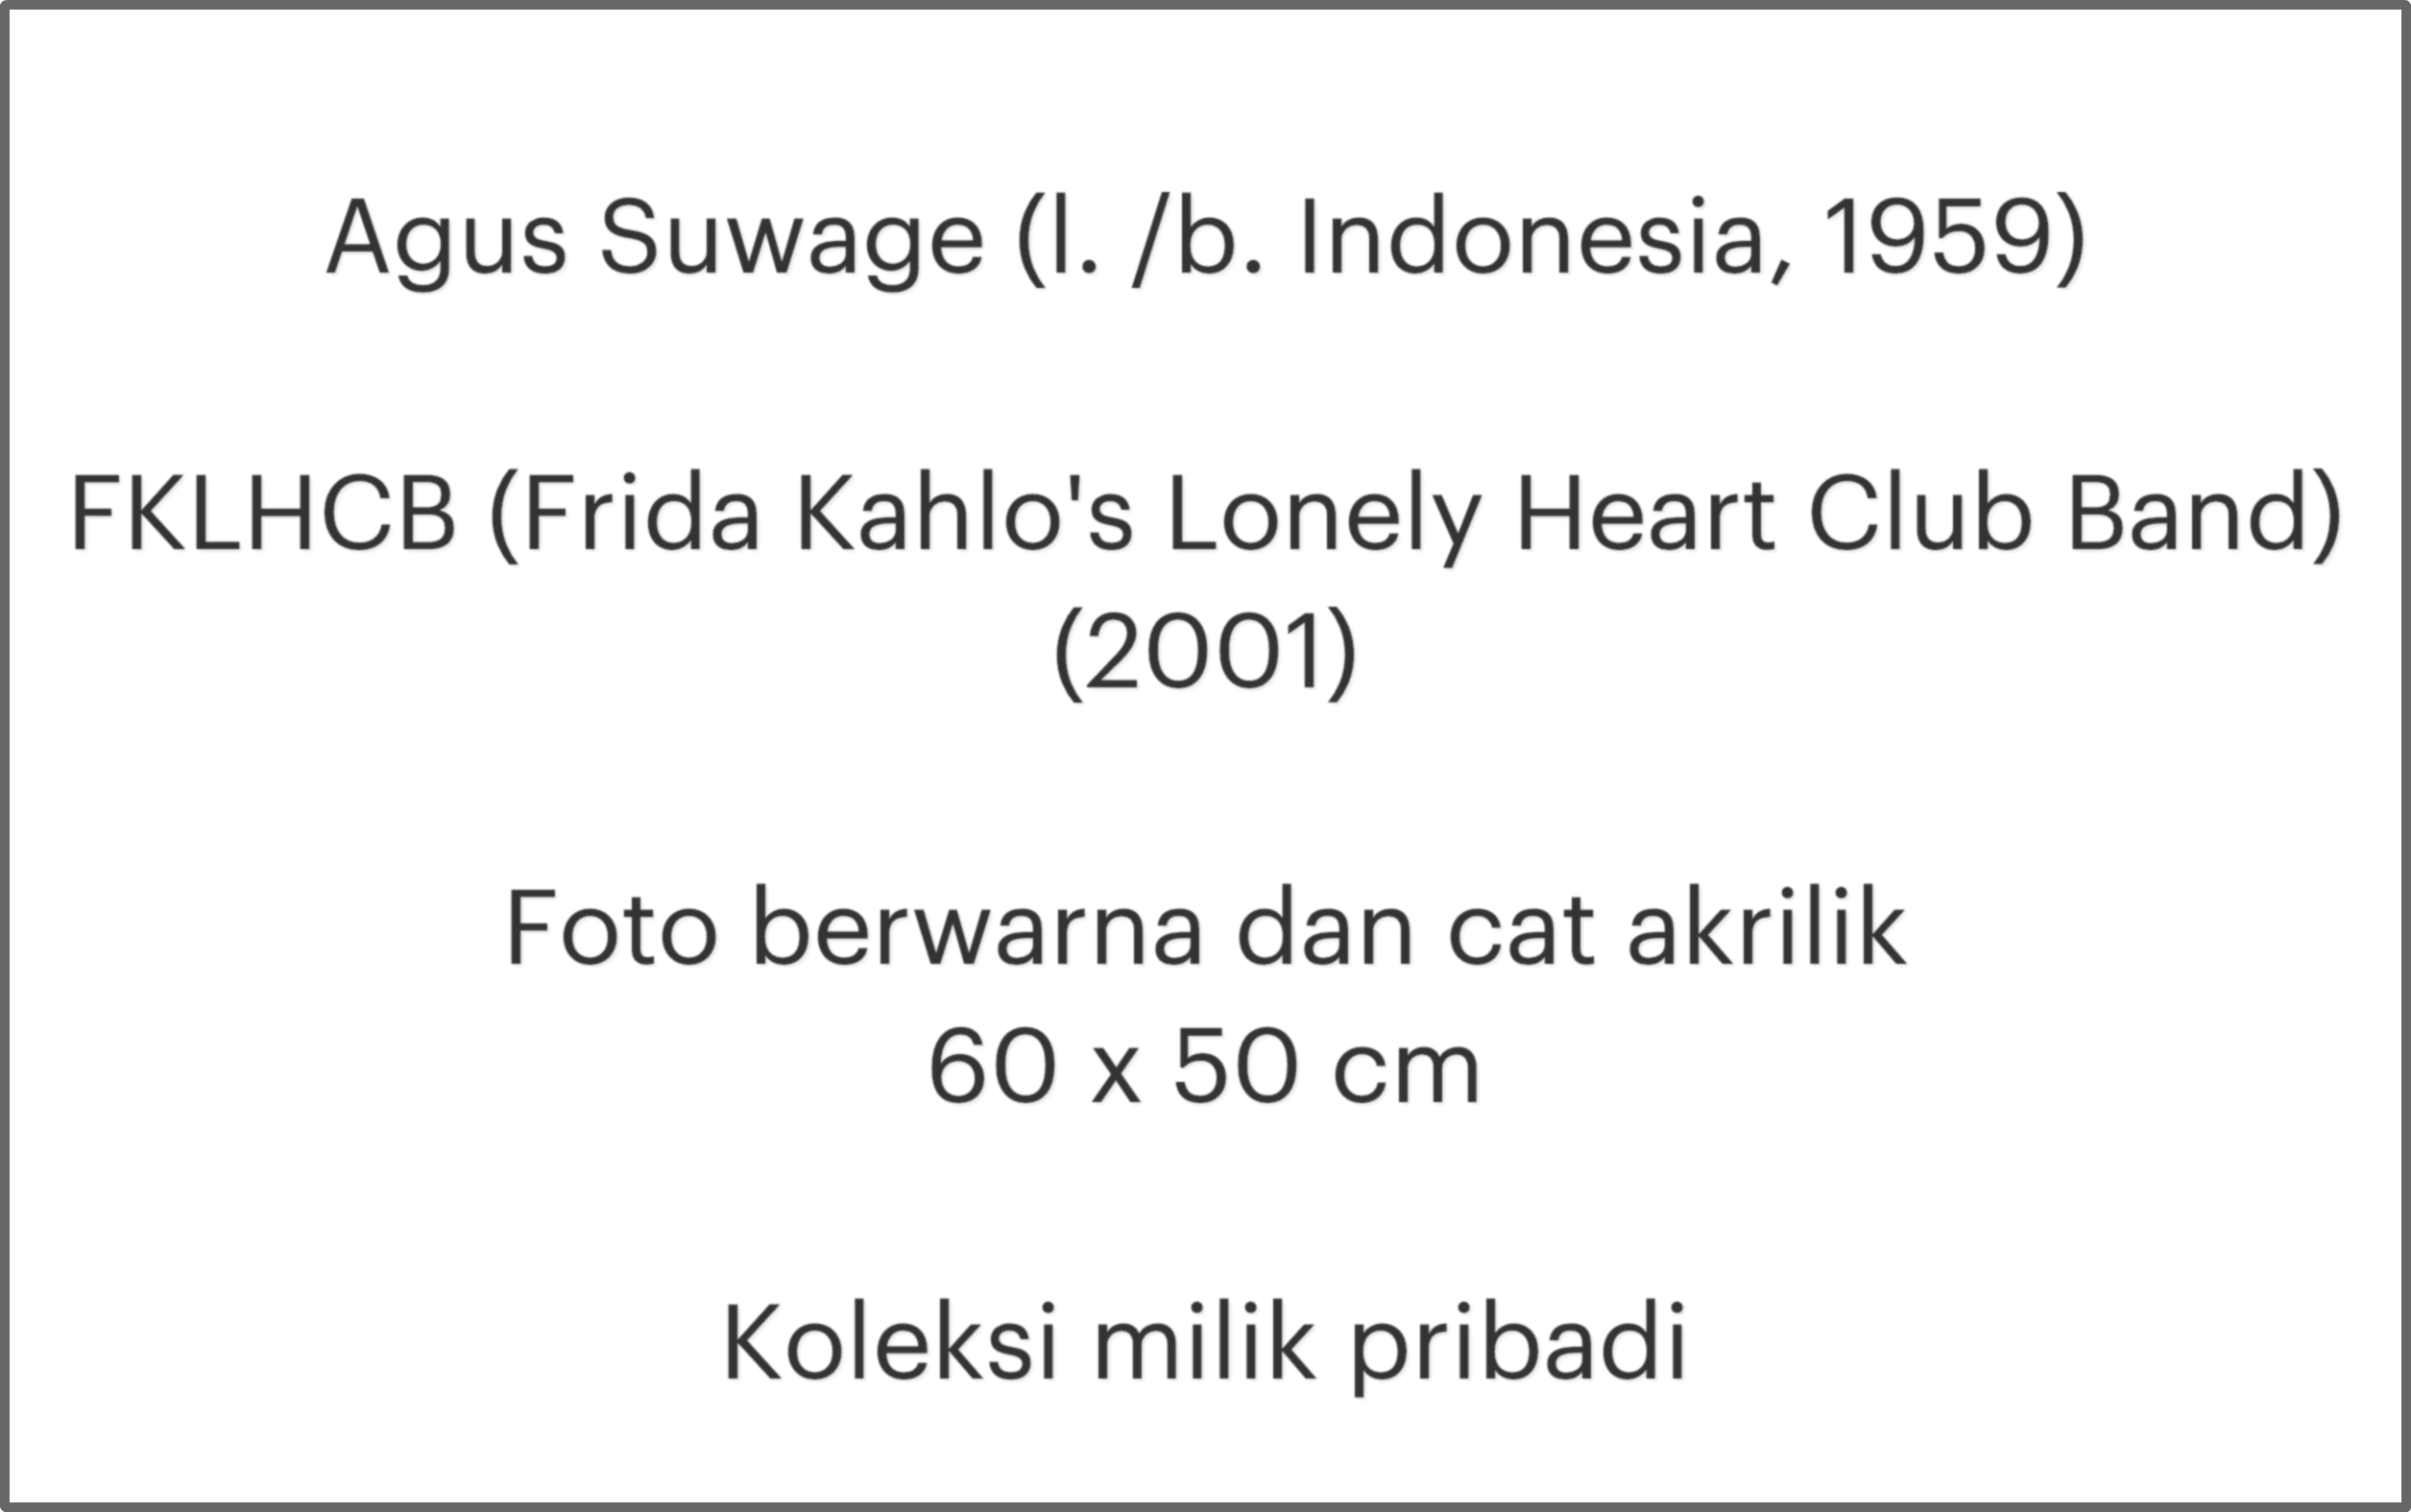 Agus Suwage (l. /b. Indonesia, 1959)
FKLHCB (Frida Kahlo's Lonely Heart Club Band)
(2001)
Foto berwarna dan cat akrilik
60 x 50 cm
Koleksi milik pribadi